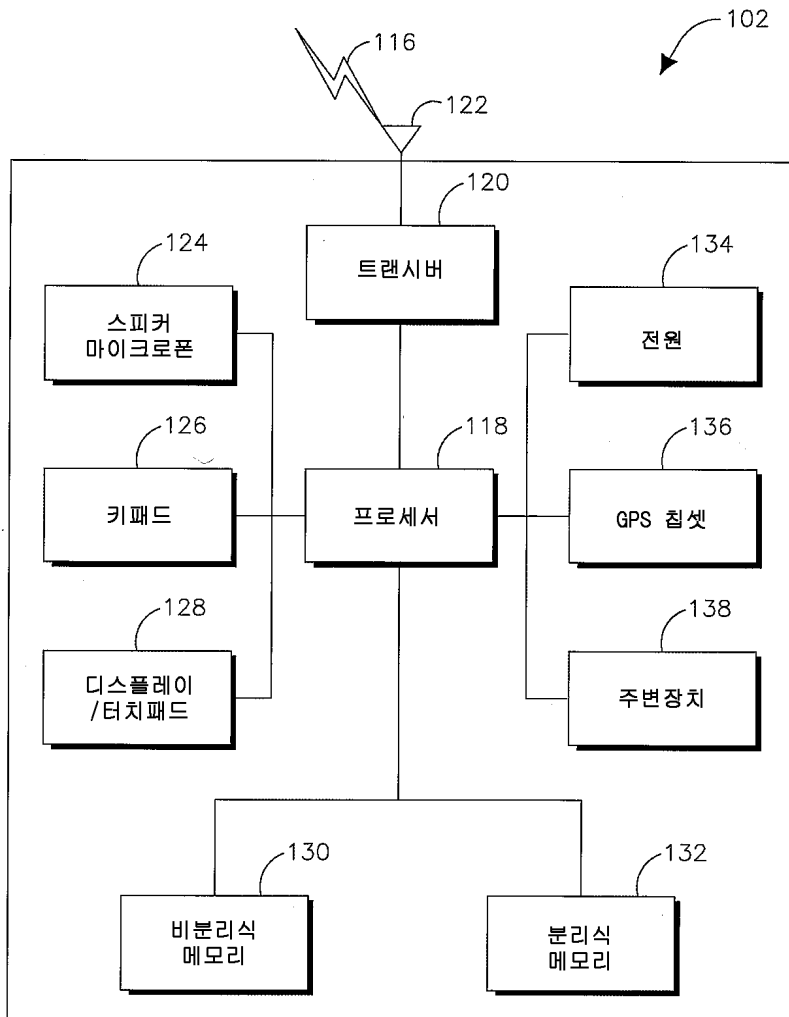 116
102
122
120
트랜시버
124
스피커
마이크로폰
134
전원
126
키패드
118
프로세서
136
GPS 칩셋
128
디스플레이
/터치패드
138
주변장치
130
비분리식
메모리
132
분리식
메모리